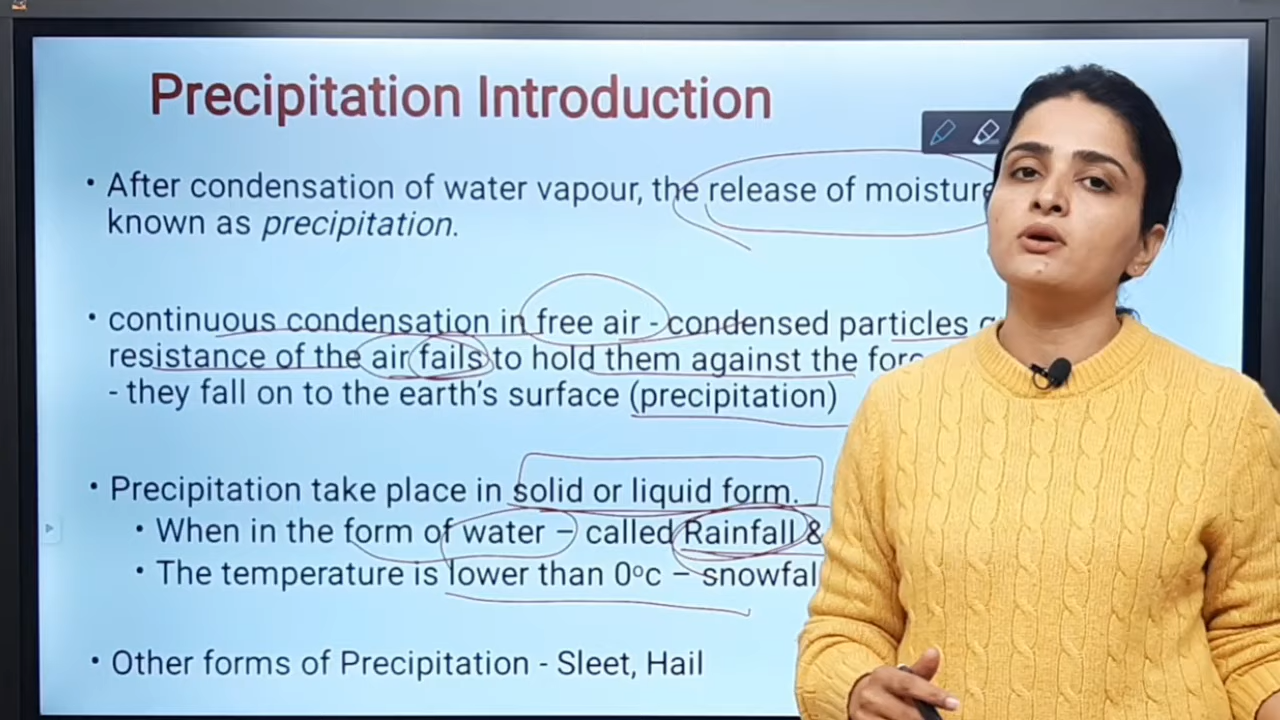 Precipitation Introduction
• After condensation of water vapour, the release of moisture
known as precipitation.
• continuous condensation in free air - condensed particles
resistance of the air fails to hold them against the
- they fall on to the earth's surface (precipitation)
• Precipitation take place in solid or liquid form.
• When in the form of water – called Rainfall &
• The temperature is lower than 0°c – snowfal
• Other forms of Precipitation - Sleet, Hail